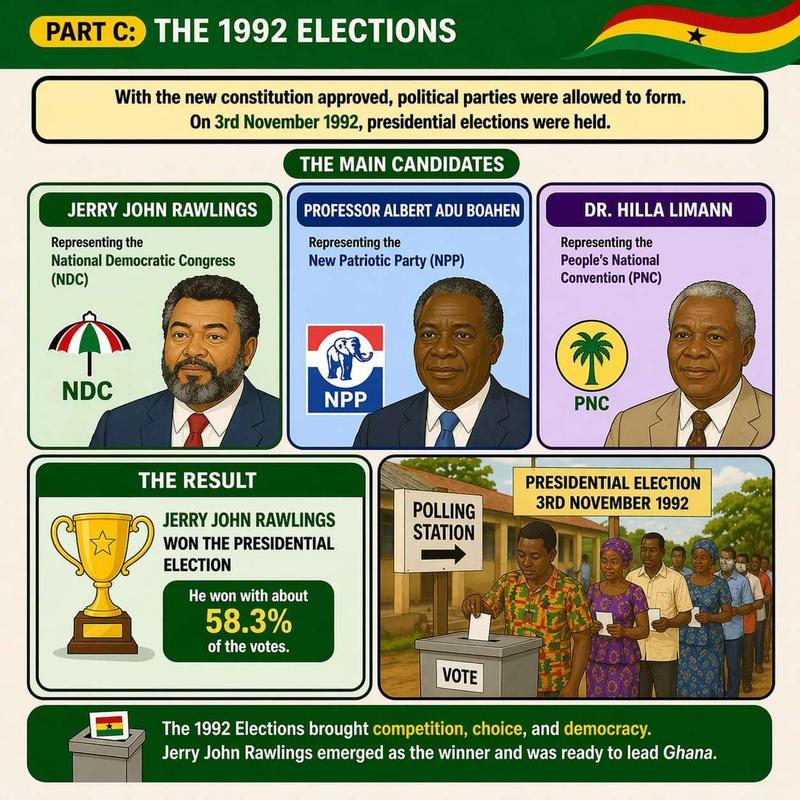 PART C: THE 1992 ELECTIONS
With the new constitution approved, political parties were allowed to form.
On 3rd November 1992, presidential elections were held.
THE MAIN CANDIDATES
JERRY JOHN RAWLINGS
Representing the
National Democratic Congress
(NDC)
NDC
PROFESSOR ALBERT ADU BOAHEN
Representing the
New Patriotic Party (NPP)
NPP
DR. HILLA LIMANN
Representing the
People's National
Convention (PNC)
PNC
THE RESULT
JERRY JOHN RAWLINGS
WON THE PRESIDENTIAL
ELECTION
He won with about
58.3%
of the votes.
PRESIDENTIAL ELECTION
3RD NOVEMBER 1992
POLLING
STATION
VOTE
The 1992 Elections brought competition, choice, and democracy.
Jerry John Rawlings emerged as the winner and was ready to lead Ghana.